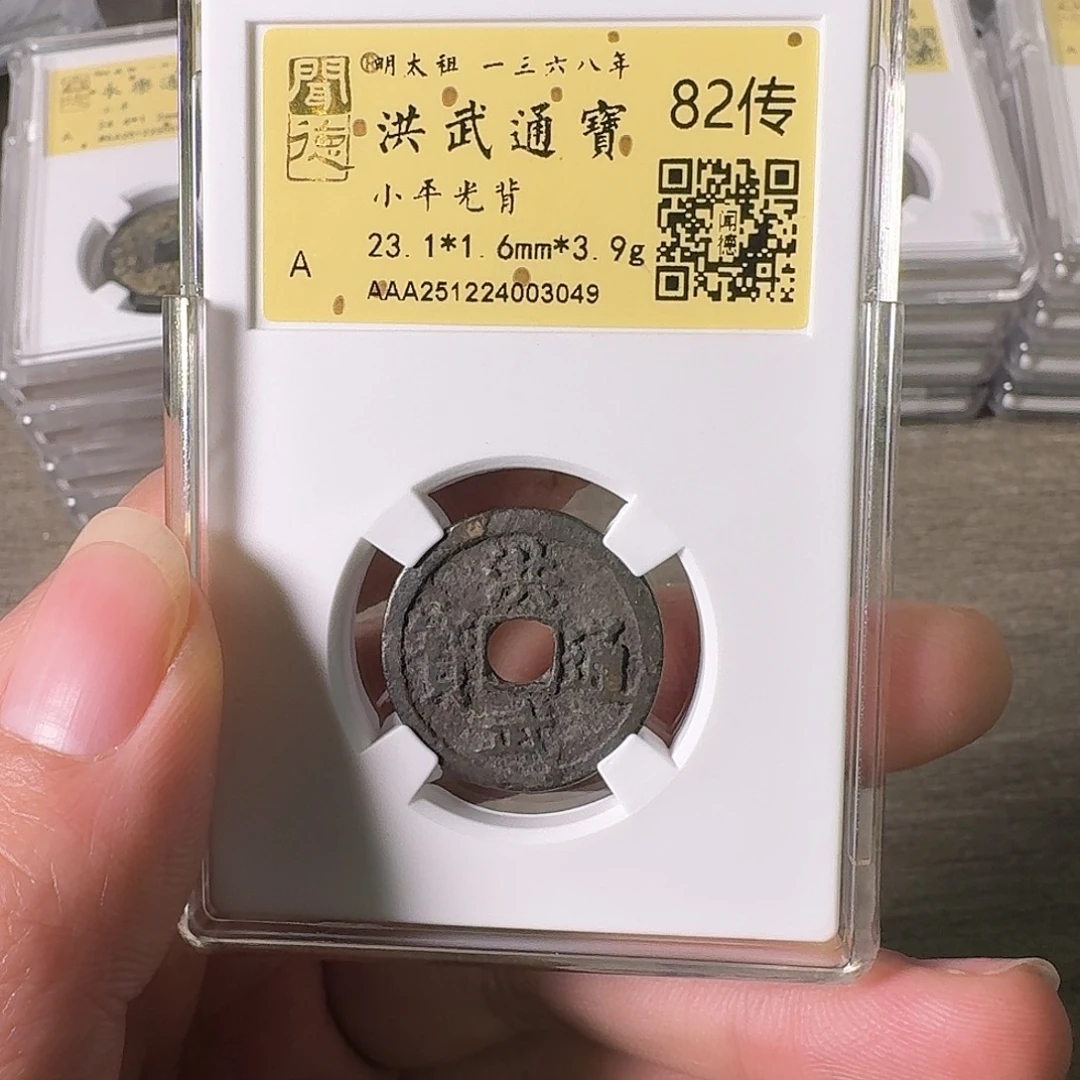 聞德
®明太祖 一三六八年
洪武通寶
82传
小平光背
A
23.1*1.6mm*3.9g
AAA251224003049
闻德
洪武通寳